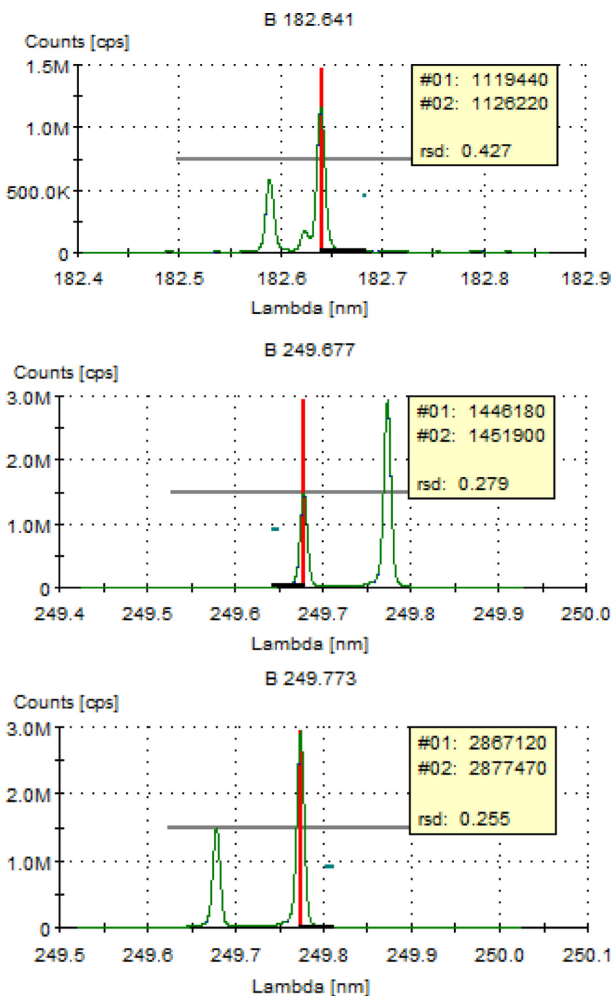 B 182.641
Counts [cps]
1.5M
1.0M
500.0K
0
#01: 1119440
#02: 1126220
rsd: 0.427
182.4 182.5 182.6 182.7 182.8 182.9
Lambda [nm]
B 249.677
Counts [cps]
3.0M
2.0M
1.0M
0
#01: 1446180
#02: 1451900
rsd: 0.279
249.4 249.5 249.6 249.7 249.8 249.9 250.0
Lambda [nm]
B 249.773
Counts [cps]
3.0M
2.0M
1.0M
0
#01: 2867120
#02: 2877470
rsd: 0.255
249.5 249.6 249.7 249.8 249.9 250.0 250.1
Lambda [nm]